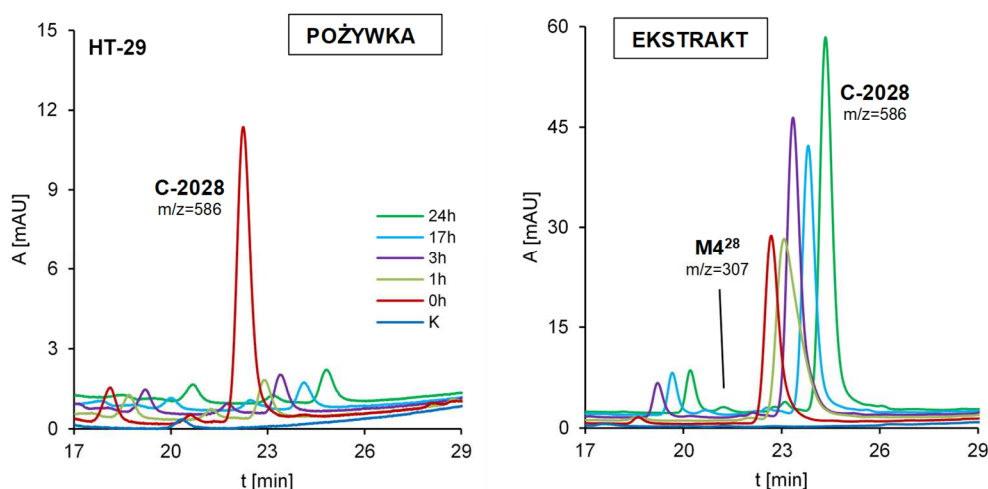 HT-29
POŻYWKA
C-2028
m/z=586
A [mAU]
15
12
9
6
3
0
17
20
23
26
29
t [min]
24h
17h
3h
1h
0h
K
EKSTRAKT
C-2028
m/z=586
M4²⁸
m/z=307
A [mAU]
60
45
30
15
0
17
20
23
26
29
t [min]